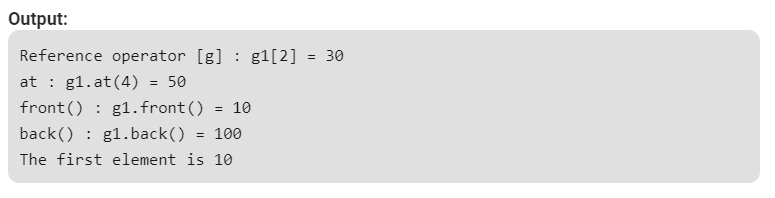 Output:
Reference operator [g] : g1[2] = 30
at : g1.at(4) = 50
front() : g1.front() = 10
back() : g1.back() = 100
The first element is 10